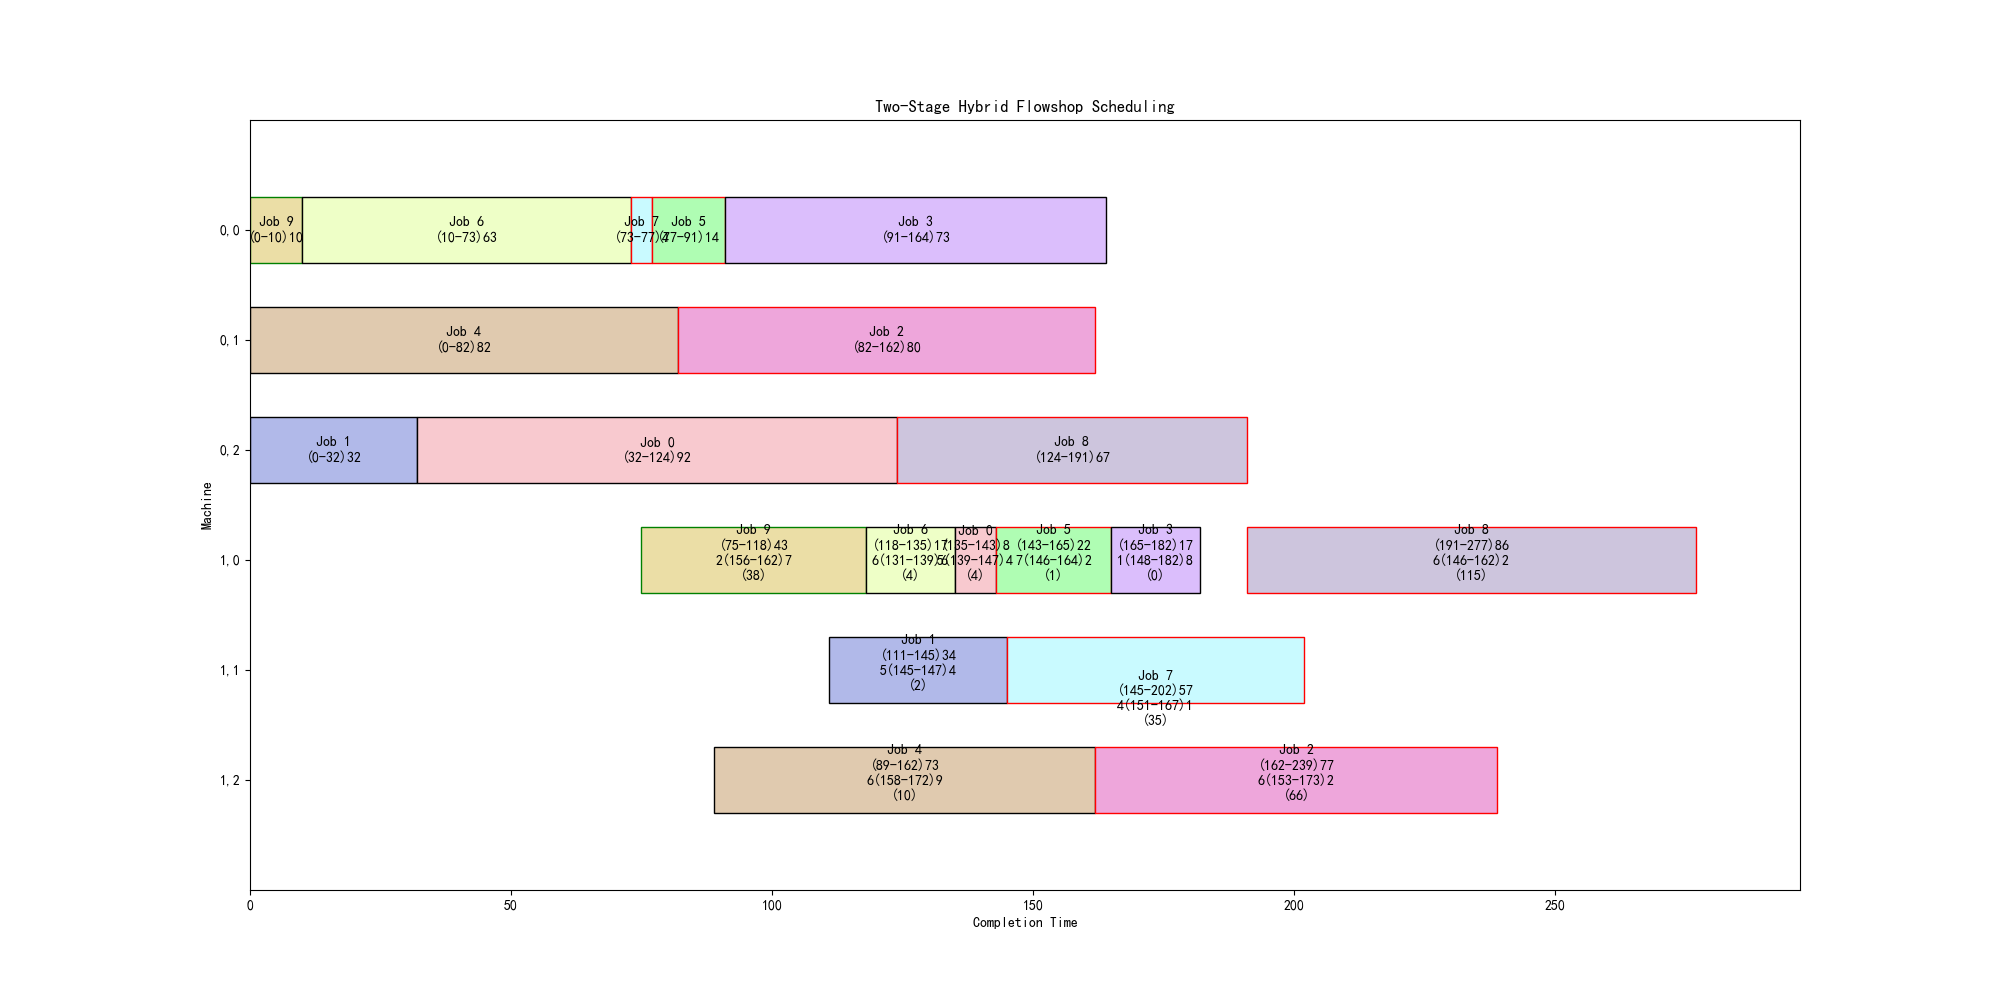 Two-Stage Hybrid Flowshop Scheduling
0,0
Job 9
(0-10)10
Job 6
(10-73)63
Job 7
(73-77)4
Job 5
(77-91)14
Job 3
(91-164)73
0,1
Job 4
(0-82)82
Job 2
(82-162)80
0,2
Job 1
(0-32)32
Job 0
(32-124)92
Job 8
(124-191)67
Machine
1,0
Job 9
(75-118)43
2(156-162)7
(38)
Job 6
(118-135)17
(4)
Job 0
(135-143)8
(4)
Job 5
(143-165)22
7(146-164)2
(1)
Job 3
(165-182)17
1(148-182)8
(0)
Job 8
(191-277)86
6(146-162)2
(115)
1,1
Job 1
(111-145)34
5(145-147)4
(2)
Job 7
(145-202)57
4(151-167)1
(35)
1,2
Job 4
(89-162)73
6(158-172)9
(10)
Job 2
(162-239)77
6(153-173)2
(66)
0 50 100 150 200 250
Completion Time